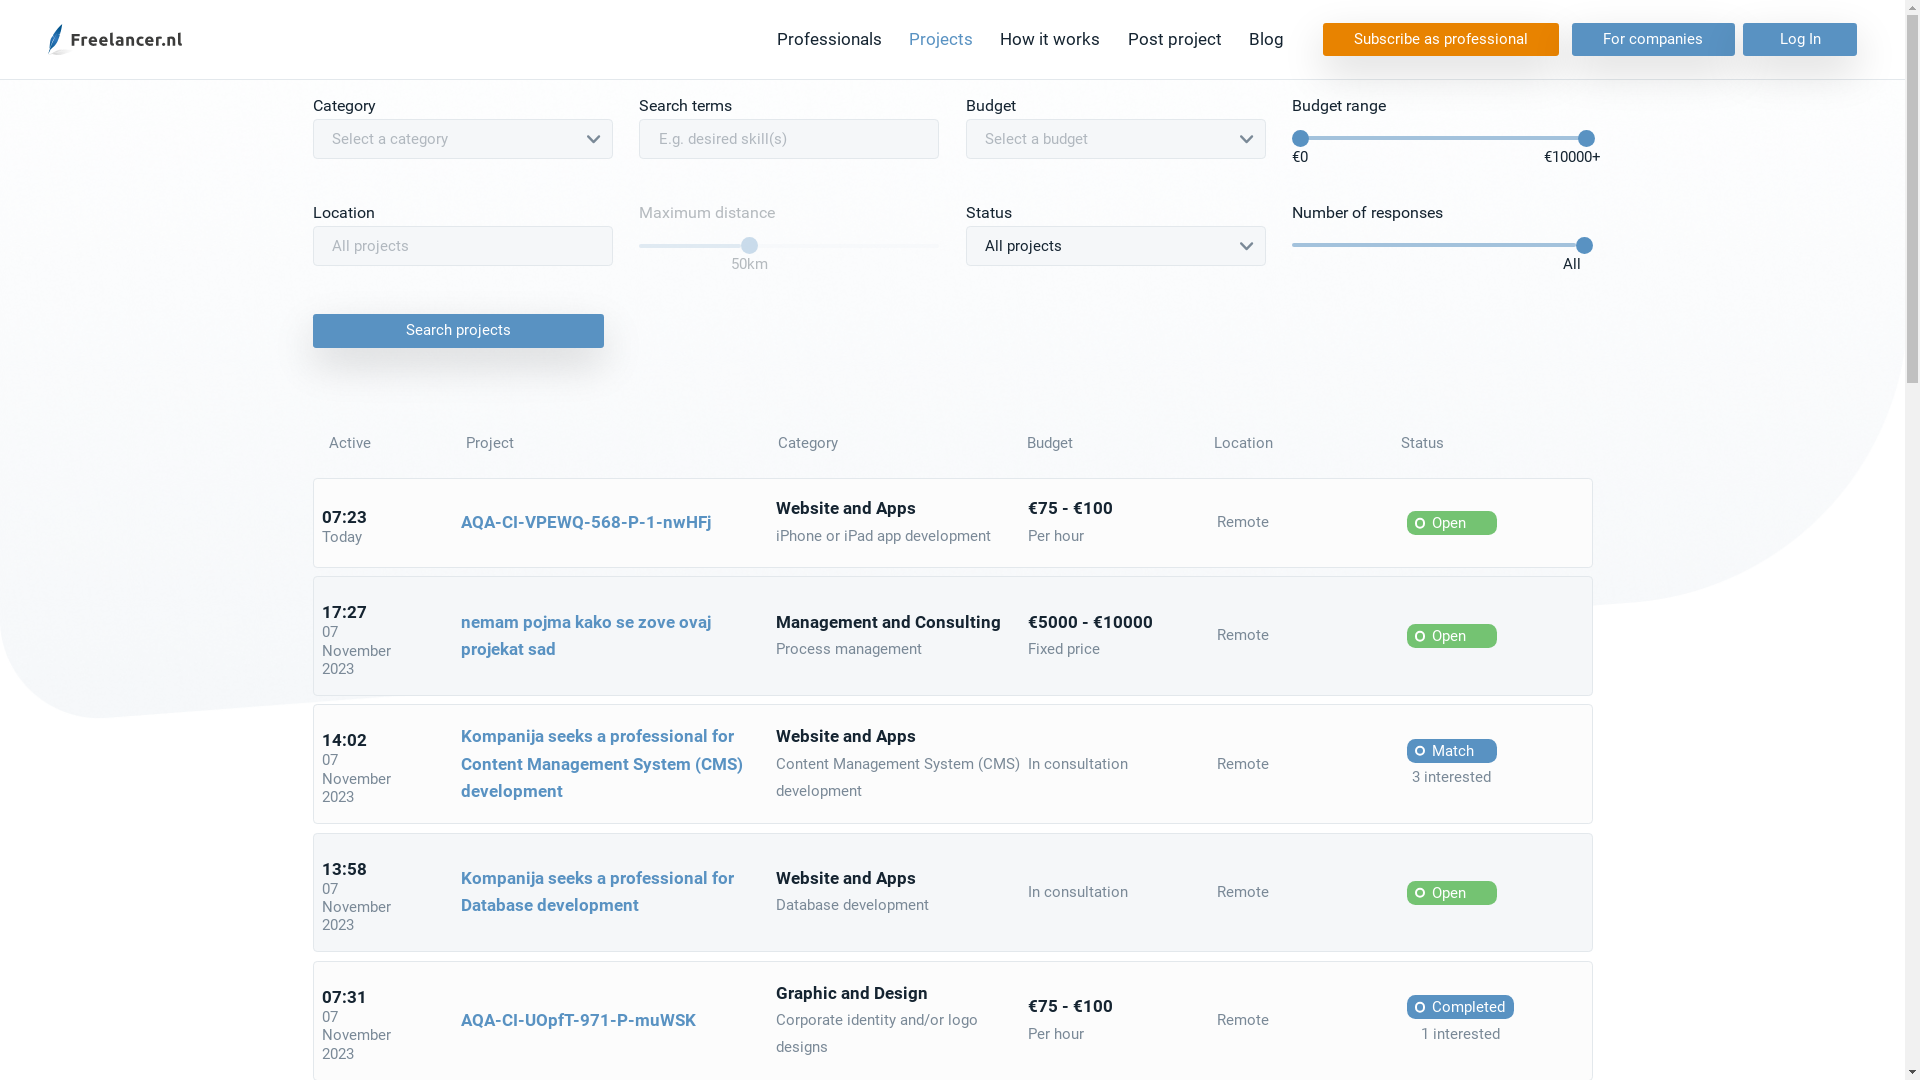 Freelancer.nl
Professionals Projects How it works Post project Blog Subscribe as professional For companies Log In
Category Search terms Budget Budget range
Select a category E.g. desired skill(s) Select a budget
€0 €10000+
Location Maximum distance Status Number of responses
All projects All projects
50km All
Search projects
Active Project Category Budget Location Status
07:23
Today
AQA-CI-VPEWQ-568-P-1-nwHFj
Website and Apps
iPhone or iPad app development
€75 - €100
Per hour
Remote
Open
17:27
07
November
2023
nemam pojma kako se zove ovaj
projekat sad
Management and Consulting
Process management
€5000 - €10000
Fixed price
Remote
Open
14:02
07
November
2023
Kompanija seeks a professional for
Content Management System (CMS)
development
Website and Apps
Content Management System (CMS)
development
In consultation
Remote
Match
3 interested
13:58
07
November
2023
Kompanija seeks a professional for
Database development
Website and Apps
Database development
In consultation
Remote
Open
07:31
07
November
2023
AQA-CI-UOpfT-971-P-muWSK
Graphic and Design
Corporate identity and/or logo
designs
€75 - €100
Per hour
Remote
Completed
1 interested